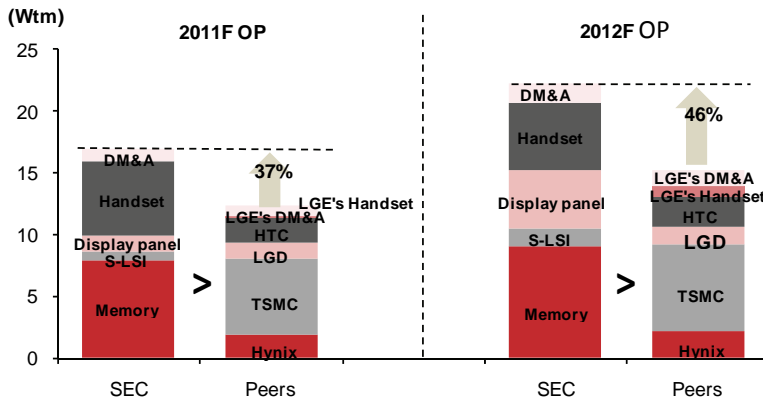 (Wtm)
2011F OP
2012F OP
25
20
15
10
5
0
DM&A
Handset
Display panel
S-LSI
Memory
>
37%
LGE's Handset
LGE's DM&A
HTC
LGD
TSMC
Hynix
DM&A
Handset
Display panel
S-LSI
Memory
>
46%
LGE's DM&A
LGE's Handset
HTC
LGD
TSMC
Hynix
SEC
Peers
SEC
Peers